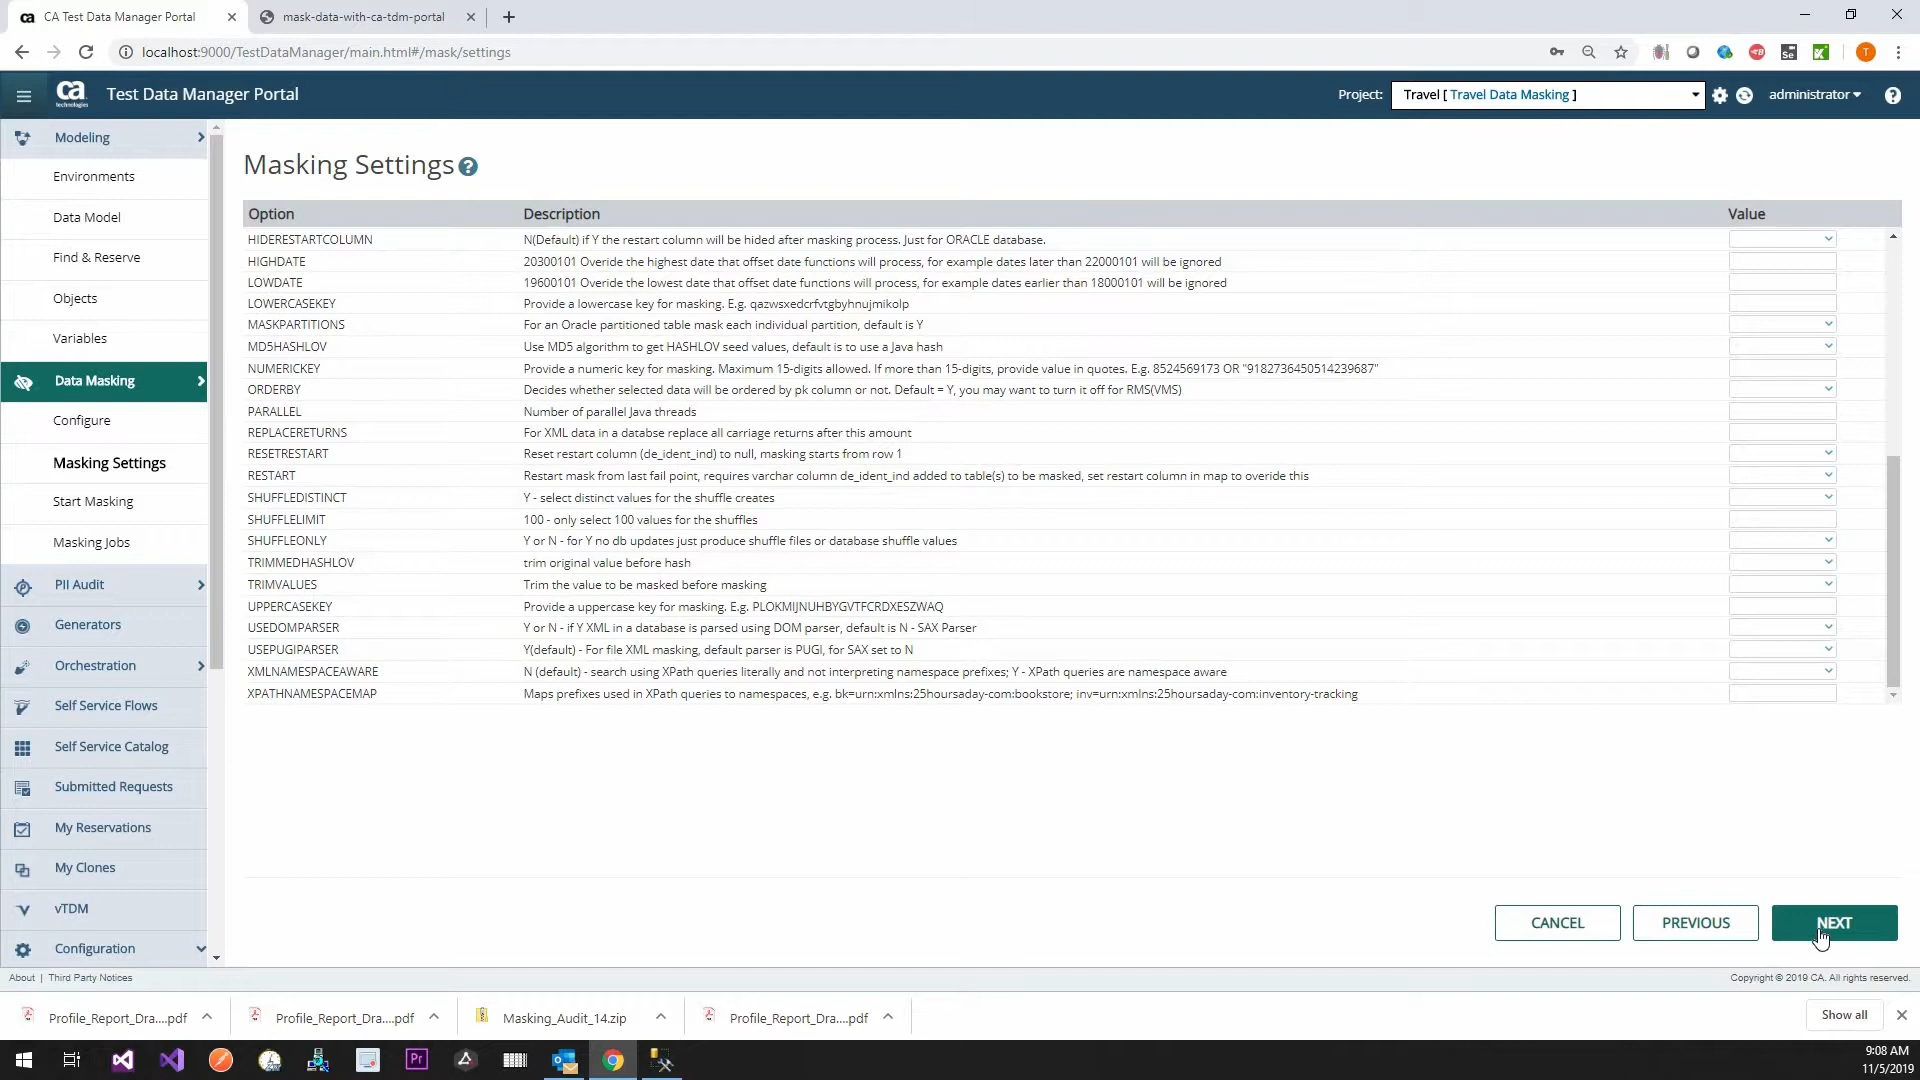 CA Test Data Manager Portal
mask-data-with-ca-tdm-portal
localhost:9000/TestDataManager/main.html#/mask/settings
T
ca technologies
Test Data Manager Portal
Project:
Travel [ Travel Data Masking ]
administrator
Modeling
Environments
Data Model
Find & Reserve
Objects
Variables
Data Masking
Configure
Masking Settings
Start Masking
Masking Jobs
PII Audit
Generators
Orchestration
Self Service Flows
Self Service Catalog
Submitted Requests
My Reservations
My Clones
vTDM
Configuration
Masking Settings ?
Option Description Value
HIDERESTARTCOLUMN N(Default) if Y the restart column will be hided after masking process. Just for ORACLE database.
HIGHDATE 20300101 Overide the highest date that offset date functions will process, for example dates later than 22000101 will be ignored
LOWDATE 19600101 Overide the lowest date that offset date functions will process, for example dates earlier than 18000101 will be ignored
LOWERCASEKEY Provide a lowercase key for masking. E.g. qazwsxedcrfvtgbyhnujmikolp
MASKPARTITIONS For an Oracle partitioned table mask each individual partition, default is Y
MD5HASHLOV Use MD5 algorithm to get HASHLOV seed values, default is to use a Java hash
NUMERICKEY Provide a numeric key for masking. Maximum 15-digits allowed. If more than 15-digits, provide value in quotes. E.g. 8524569173 OR "9182736450514239687"
ORDERBY Decides whether selected data will be ordered by pk column or not. Default = Y, you may want to turn it off for RMS(VMS)
PARALLEL Number of parallel Java threads
REPLACERETURNS For XML data in a databse replace all carriage returns after this amount
RESETRESTART Reset restart column (de_ident_ind) to null, masking starts from row 1
RESTART Restart mask from last fail point, requires varchar column de_ident_ind added to table(s) to be masked, set restart column in map to overide this
SHUFFLEDISTINCT Y - select distinct values for the shuffle creates
SHUFFLELIMIT 100 - only select 100 values for the shuffles
SHUFFLEONLY Y or N - for Y no db updates just produce shuffle files or database shuffle values
TRIMMEDHASHLOV trim original value before hash
TRIMVALUES Trim the value to be masked before masking
UPPERCASEKEY Provide a uppercase key for masking. E.g. PLOKMIJNUHBYGVTFCRDXESZWAQ
USEDOMPARSER Y or N - if Y XML in a database is parsed using DOM parser, default is N - SAX Parser
USEPUGIPARSER Y(default) - For file XML masking, default parser is PUGI, for SAX set to N
XMLNAMESPACEAWARE N (default) - search using XPath queries literally and not interpreting namespace prefixes; Y - XPath queries are namespace aware
XPATHNAMESPACEMAP Maps prefixes used in XPath queries to namespaces, e.g. bk=urn:xmlns:25hoursaday-com:bookstore; inv=urn:xmlns:25hoursaday-com:inventory-tracking
CANCEL PREVIOUS NEXT
About | Third Party Notices
Copyright © 2019 CA. All rights reserved.
Profile_Report_Dra....pdf
Profile_Report_Dra....pdf
Masking_Audit_14.zip
Profile_Report_Dra....pdf
Show all
Pr
9:08 AM
11/5/2019